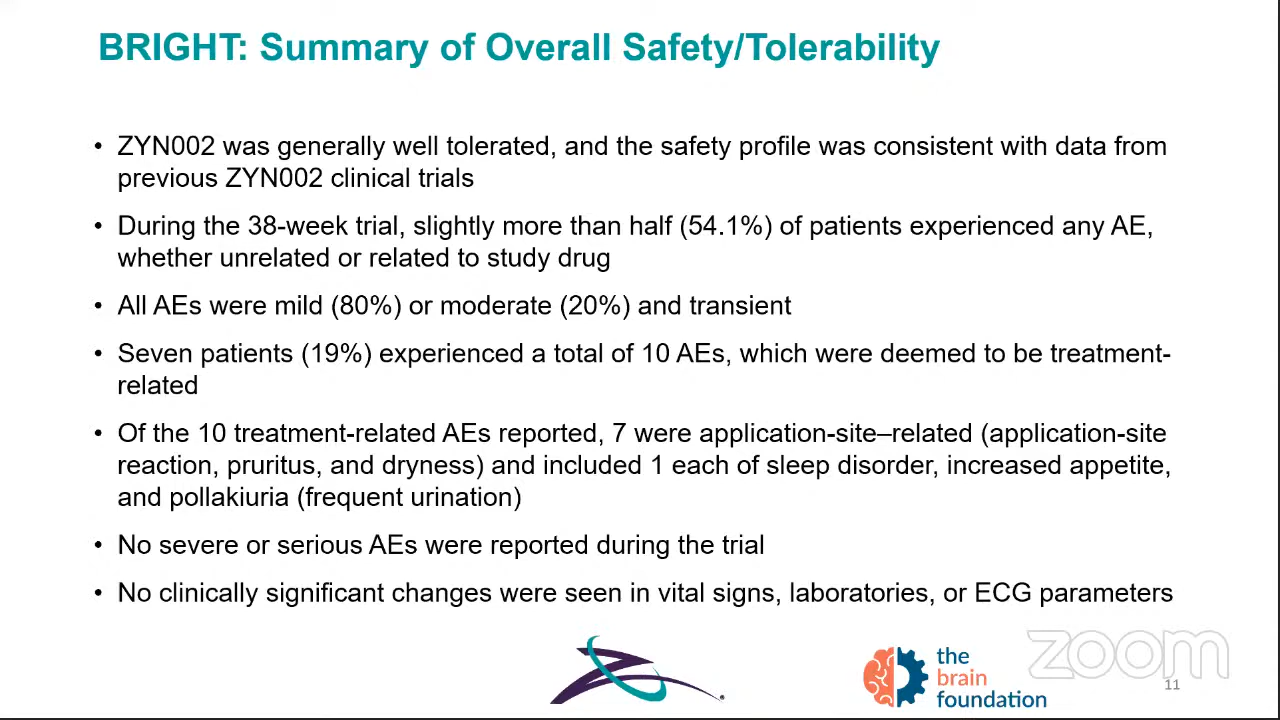 BRIGHT: Summary of Overall Safety/Tolerability
• ZYN002 was generally well tolerated, and the safety profile was consistent with data from
previous ZYN002 clinical trials
• During the 38-week trial, slightly more than half (54.1%) of patients experienced any AE,
whether unrelated or related to study drug
• All AEs were mild (80%) or moderate (20%) and transient
• Seven patients (19%) experienced a total of 10 AEs, which were deemed to be treatment-
related
• Of the 10 treatment-related AEs reported, 7 were application-site–related (application-site
reaction, pruritus, and dryness) and included 1 each of sleep disorder, increased appetite,
and pollakiuria (frequent urination)
• No severe or serious AEs were reported during the trial
• No clinically significant changes were seen in vital signs, laboratories, or ECG parameters
the
brain
foundation
zoom
11